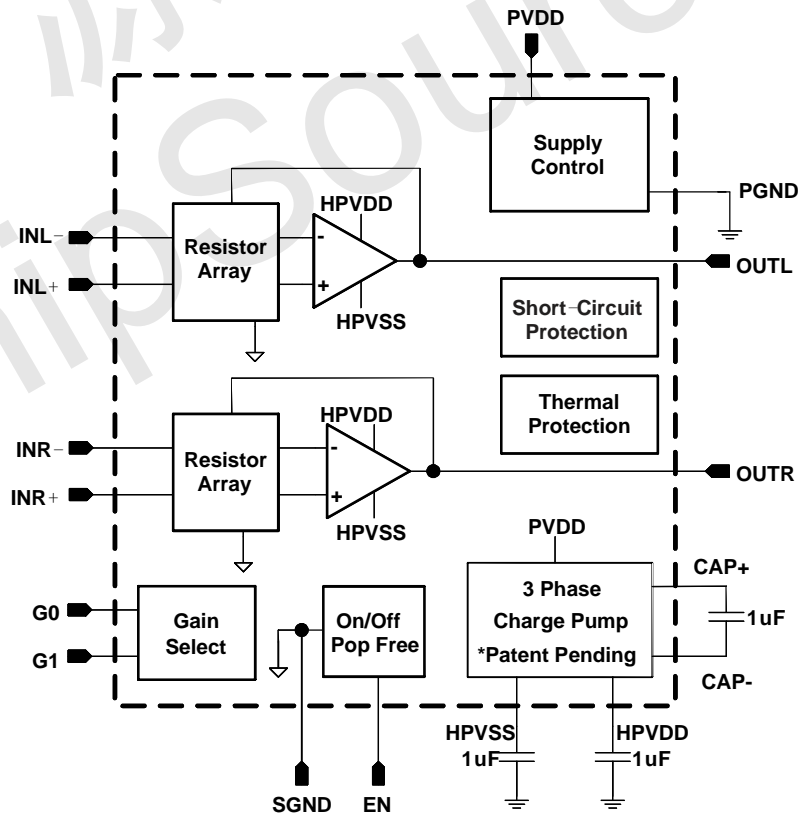 PVDD
Supply
Control
PGND
HPVDD
INL-
INL+
Resistor
Array
-
+
HPVSS
OUTL
Short-Circuit
Protection
Thermal
Protection
HPVDD
INR-
INR+
Resistor
Array
-
+
HPVSS
OUTR
PVDD
G0
G1
Gain
Select
On/Off
Pop Free
3 Phase
Charge Pump
*Patent Pending
CAP+
1uF
CAP-
HPVSS
1uF
HPVDD
1uF
SGND
EN